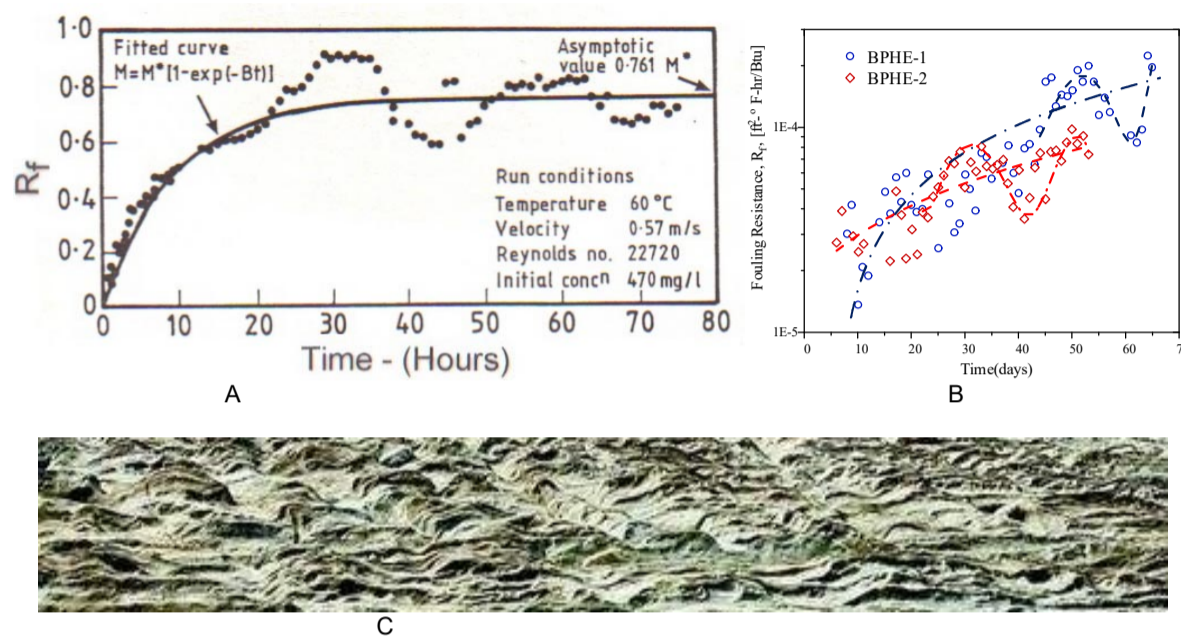 1·0
Fitted curve
M=M*[1-exp(-Bt)]
Asymptotic
value 0·761 M*
0·8
0·6
Rf
0·4
0·2
0
Run conditions
Temperature 60 °C
Velocity 0·57 m/s
Reynolds no. 22720
Initial concn 470 mg/l
0 10 20 30 40 50 60 70 80
Time - (Hours)
A
BPHE-1
BPHE-2
Fouling Resistance, Rf, [ft²-° F-hr/Btu]
1E-4
1E-5
0 10 20 30 40 50 60 7
Time(days)
B
C